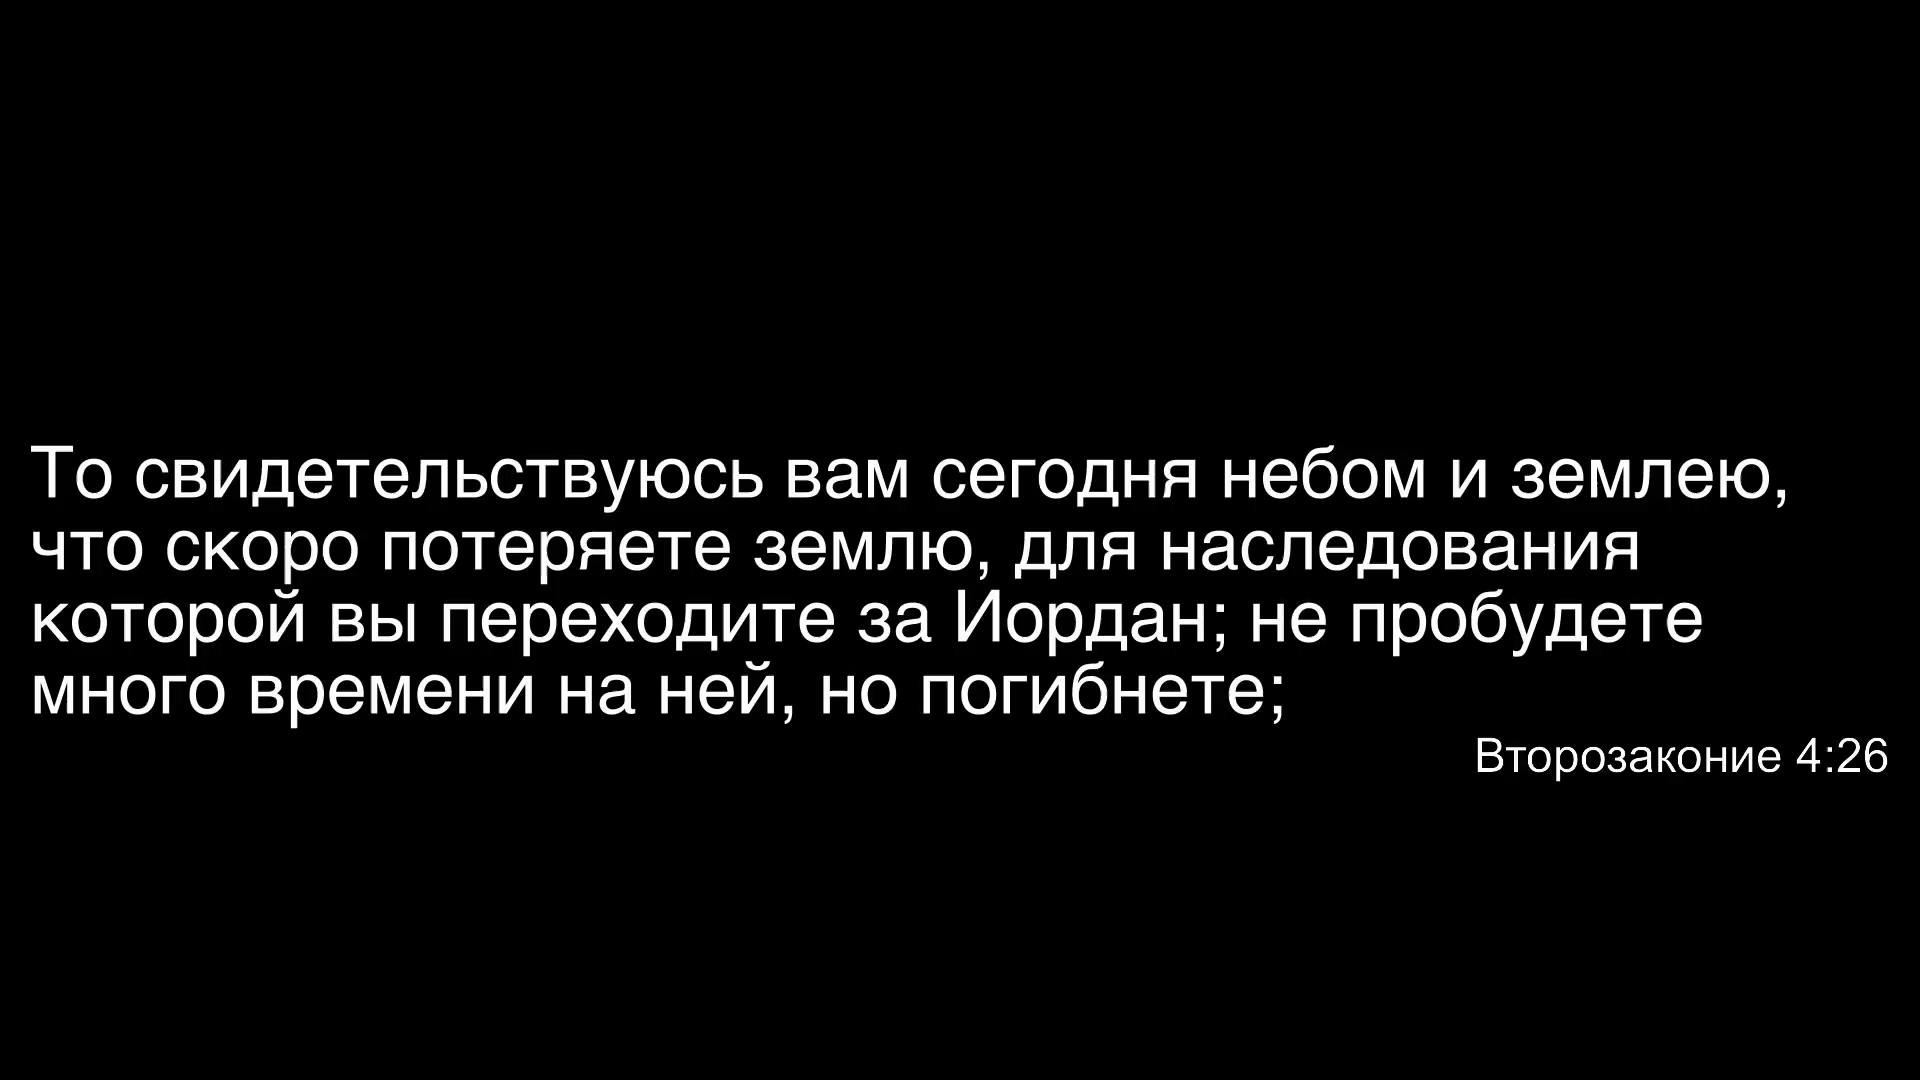 То свидетельствуюсь вам сегодня небом и землею,
что скоро потеряете землю, для наследования
которой вы переходите за Иордан; не пробудете
много времени на ней, но погибнете;
Второзаконие 4:26